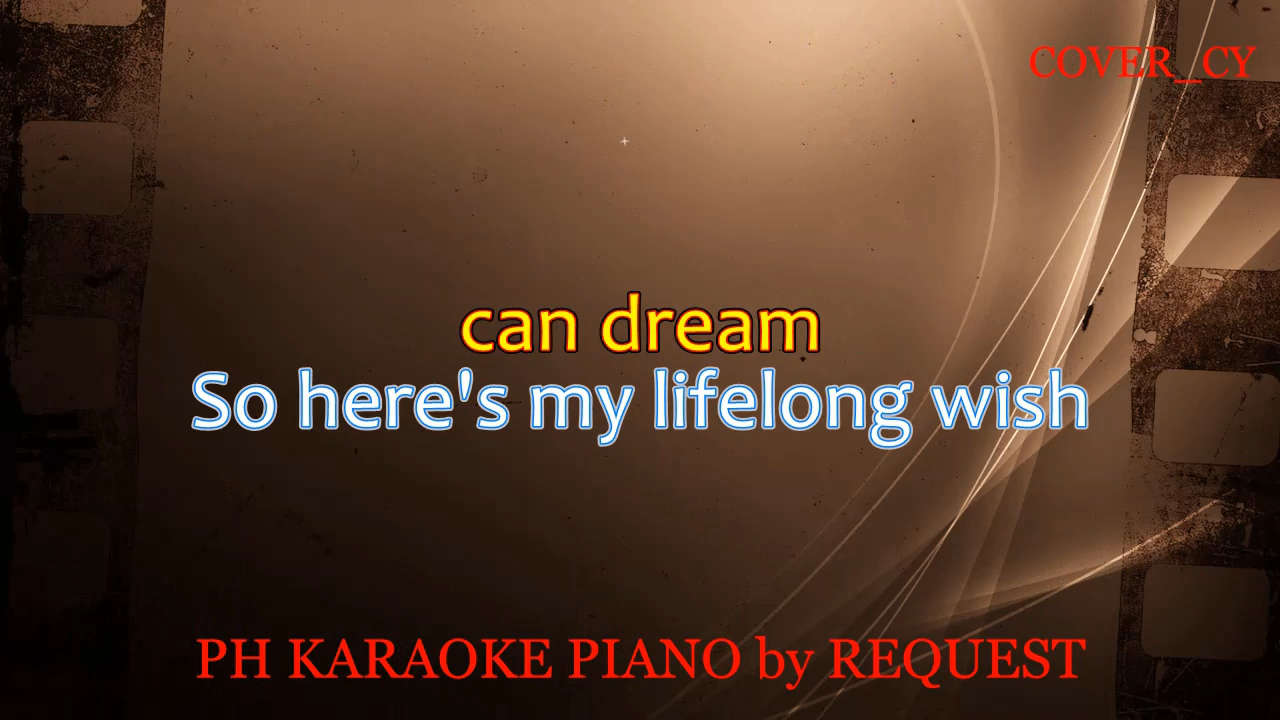 COVER_CY
can dream
So here's my lifelong wish
PH KARAOKE PIANO by REQUEST